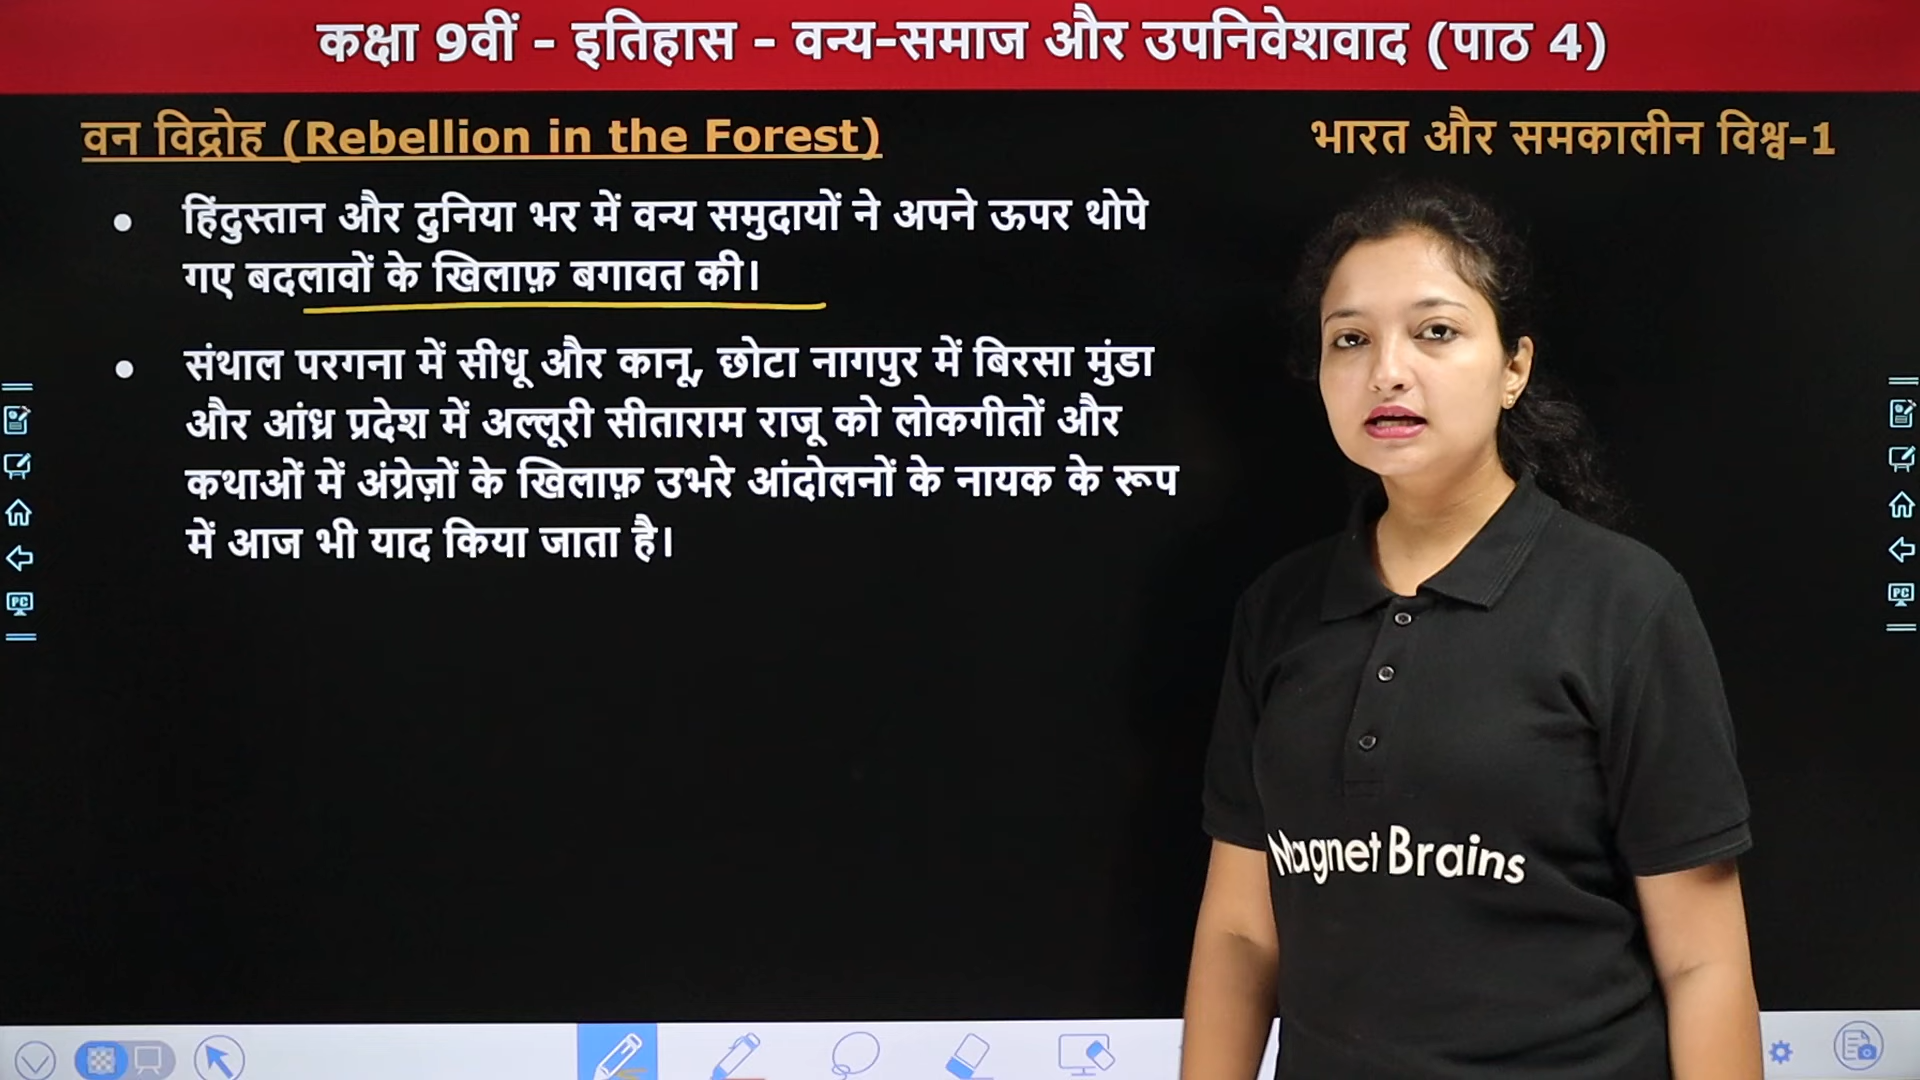 कक्षा 9वीं - इतिहास - वन्य-समाज और उपनिवेशवाद (पाठ 4)
वन विद्रोह (Rebellion in the Forest)
भारत और समकालीन विश्व-1
• हिंदुस्तान और दुनिया भर में वन्य समुदायों ने अपने ऊपर थोपे
गए बदलावों के खिलाफ़ बगावत की।
• संथाल परगना में सीधू और कानू, छोटा नागपुर में बिरसा मुंडा
और आंध्र प्रदेश में अल्लूरी सीताराम राजू को लोकगीतों और
कथाओं में अंग्रेज़ों के खिलाफ़ उभरे आंदोलनों के नायक के रूप
में आज भी याद किया जाता है।
PC
PC
Magnet Brains